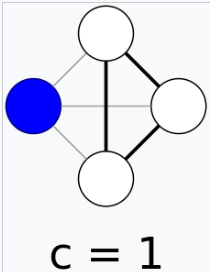 c = 1